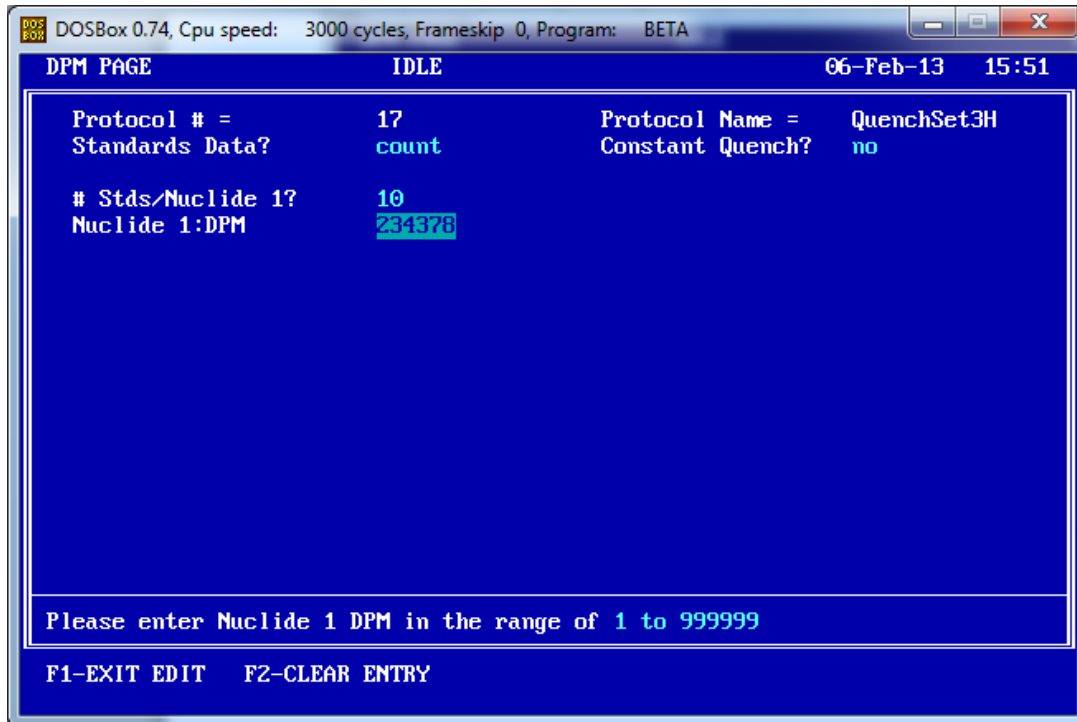 DOSBox 0.74, Cpu speed: 3000 cycles, Frameskip 0, Program: BETA
DPM PAGE IDLE 06-Feb-13 15:51
Protocol # = 17 Protocol Name = QuenchSet3H
Standards Data? count Constant Quench? no
# Stds/Nuclide 1? 10
Nuclide 1:DPM 234378
Please enter Nuclide 1 DPM in the range of 1 to 999999
F1-EXIT EDIT F2-CLEAR ENTRY